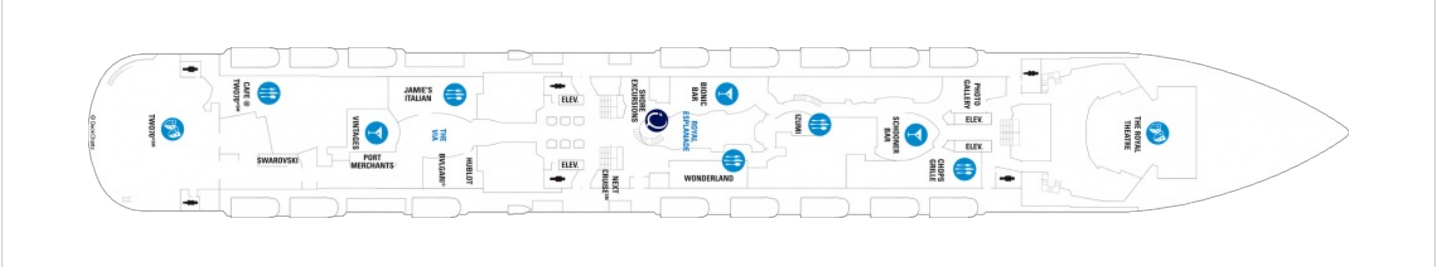 © DeckChairs
TWO70°
CAFE @
TWO70°
SWAROVSKI
VINTAGES
PORT
MERCHANTS
JAMIE'S
ITALIAN
THE
VIA
BVLGARI®
HUBLOT
ELEV.
ELEV.
NEXT
CRUISE
SHORE
EXCURSIONS
ROYAL
ESPLANADE
BIONIC
BAR
WONDERLAND
IZUMI
SCHOONER
BAR
PHOTO
GALLERY
ELEV.
ELEV.
CHOPS
GRILLE
THE ROYAL
THEATRE